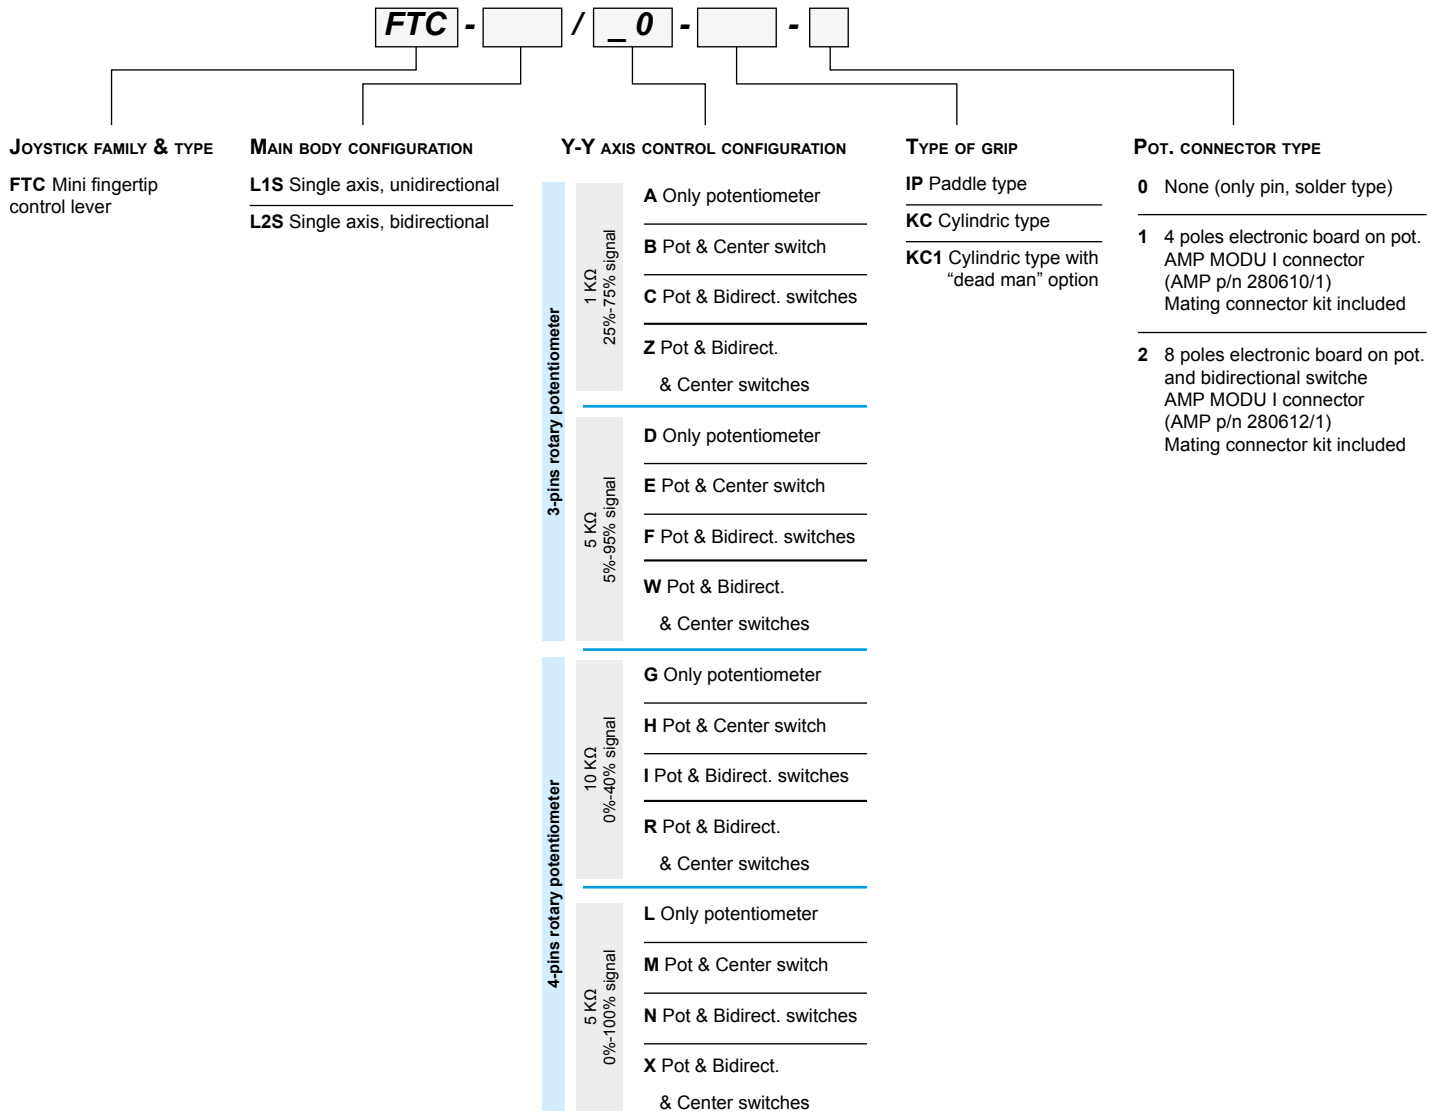 FTC - / _ 0 - -
JOYSTICK FAMILY & TYPE
FTC Mini fingertip
control lever
MAIN BODY CONFIGURATION
L1S Single axis, unidirectional
L2S Single axis, bidirectional
Y-Y AXIS CONTROL CONFIGURATION
3-pins rotary potentiometer
1 KΩ
25%-75% signal
A Only potentiometer
B Pot & Center switch
C Pot & Bidirect. switches
Z Pot & Bidirect.
& Center switches
5 KΩ
5%-95% signal
D Only potentiometer
E Pot & Center switch
F Pot & Bidirect. switches
W Pot & Bidirect.
& Center switches
4-pins rotary potentiometer
10 KΩ
0%-40% signal
G Only potentiometer
H Pot & Center switch
I Pot & Bidirect. switches
R Pot & Bidirect.
& Center switches
5 KΩ
0%-100% signal
L Only potentiometer
M Pot & Center switch
N Pot & Bidirect. switches
X Pot & Bidirect.
& Center switches
TYPE OF GRIP
IP Paddle type
KC Cylindric type
KC1 Cylindric type with
“dead man” option
POT. CONNECTOR TYPE
0 None (only pin, solder type)
1 4 poles electronic board on pot.
AMP MODU I connector
(AMP p/n 280610/1)
Mating connector kit included
2 8 poles electronic board on pot.
and bidirectional switche
AMP MODU I connector
(AMP p/n 280612/1)
Mating connector kit included